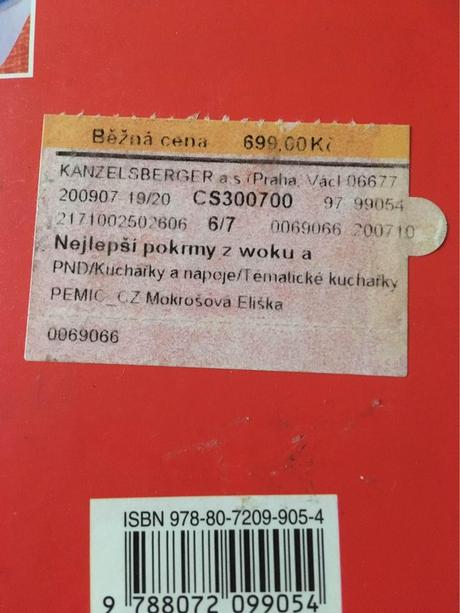 Běžná cena 699,00Kč
KANZELSBERGER a.s.(Praha, Václ 06677
200907 19/20 CS300700 97 99054
2171002502606 6/7 0069066 200710
Nejlepší pokrmy z woku a
PND/Kuchařky a nápoje/Tématické kuchařky
PEMIC_CZ Mokrošová Eliška
0069066
ISBN 978-80-7209-905-4
9 788072 099054